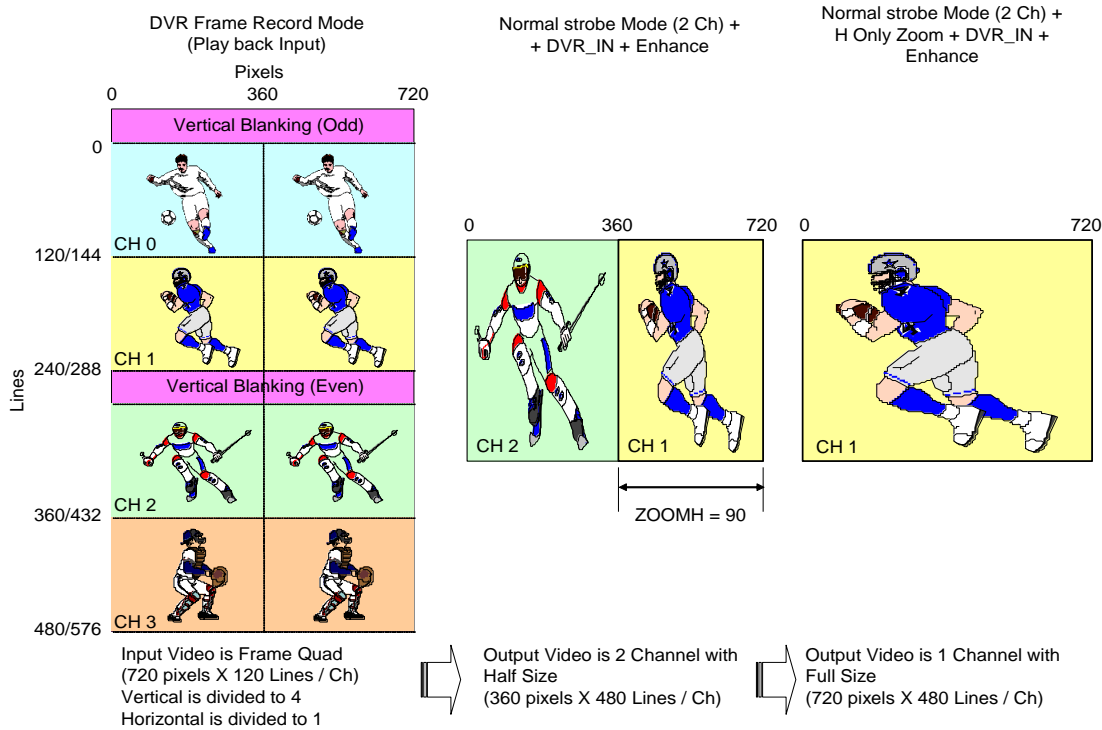 DVR Frame Record Mode
(Play back Input)
Pixels
0 360 720
Vertical Blanking (Odd)
0
CH 0
120/144
CH 1
240/288
Vertical Blanking (Even)
Lines
CH 2
360/432
CH 3
480/576
Input Video is Frame Quad
(720 pixels X 120 Lines / Ch)
Vertical is divided to 4
Horizontal is divided to 1
Normal strobe Mode (2 Ch) +
+ DVR_IN + Enhance
0 360 720
CH 2 CH 1
ZOOMH = 90
Output Video is 2 Channel with
Half Size
(360 pixels X 480 Lines / Ch)
Normal strobe Mode (2 Ch) +
H Only Zoom + DVR_IN +
Enhance
0 720
CH 1
Output Video is 1 Channel with
Full Size
(720 pixels X 480 Lines / Ch)